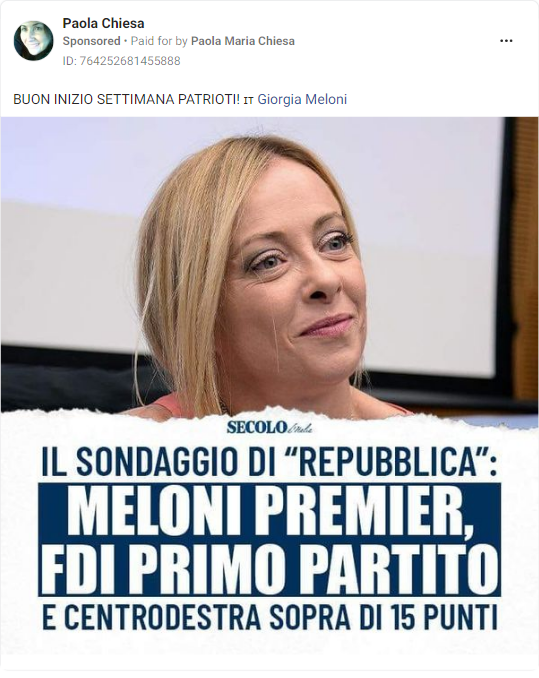 Paola Chiesa
Sponsored • Paid for by Paola Maria Chiesa
ID: 764252681455888
BUON INIZIO SETTIMANA PATRIOTI! IT Giorgia Meloni
SECOLO d'Italia
IL SONDAGGIO DI "REPUBBLICA":
MELONI PREMIER,
FDI PRIMO PARTITO
E CENTRODESTRA SOPRA DI 15 PUNTI